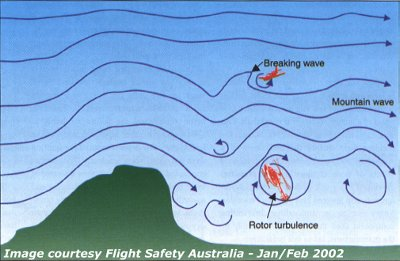 Breaking wave
Mountain wave
Rotor turbulence
Image courtesy Flight Safety Australia - Jan/Feb 2002